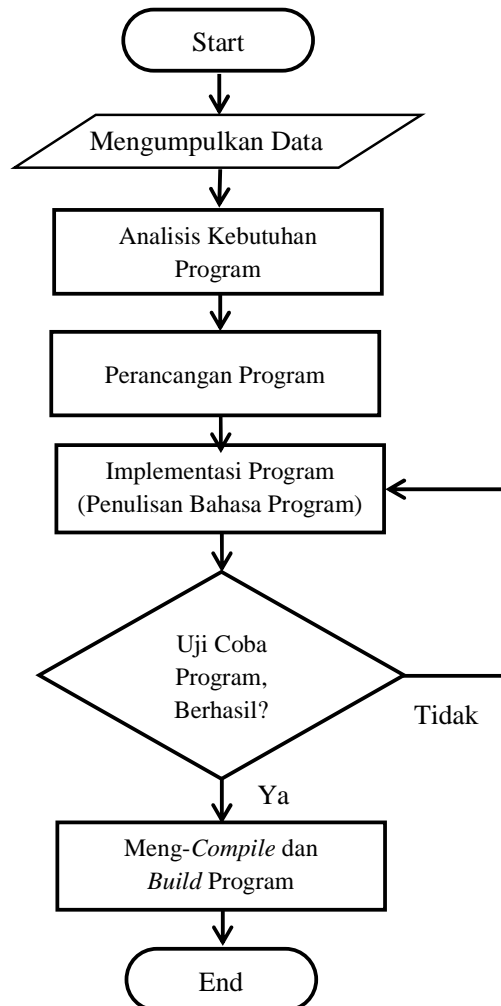 Start
Mengumpulkan Data
Analisis Kebutuhan
Program
Perancangan Program
Implementasi Program
(Penulisan Bahasa Program)
Uji Coba
Program,
Berhasil?
Tidak
Ya
Meng-Compile dan
Build Program
End